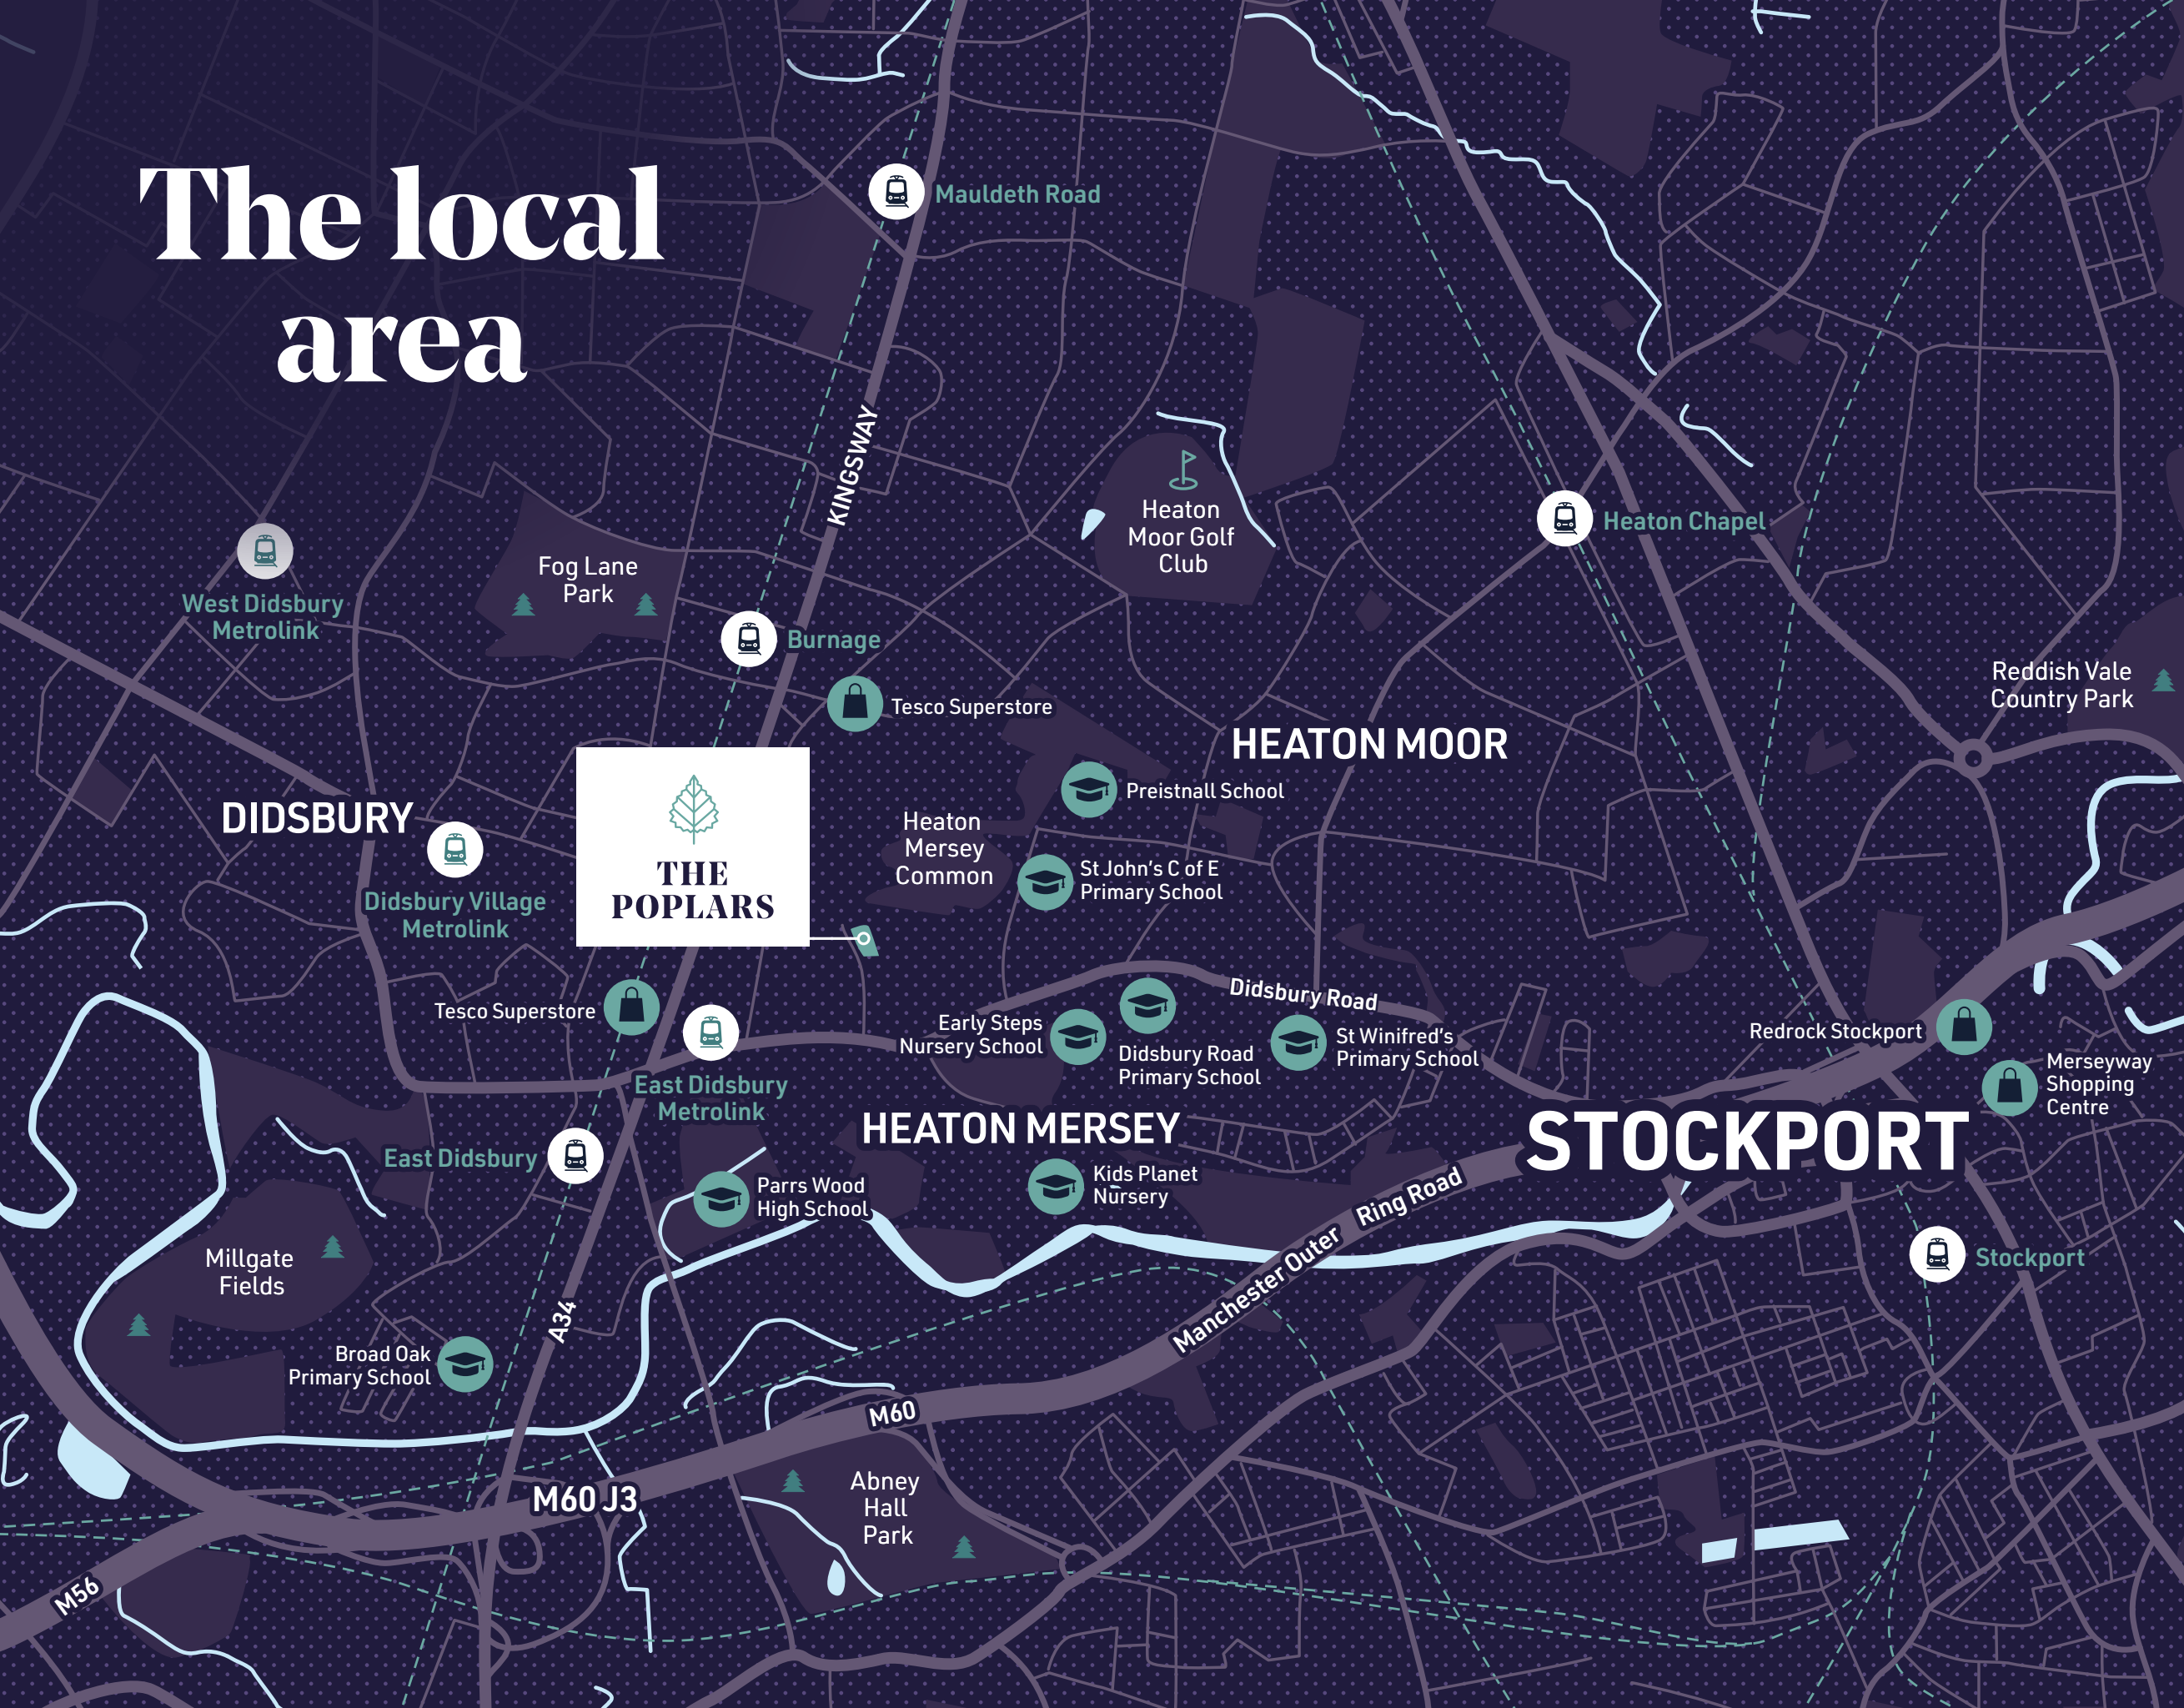 The local
area
Mauldeth Road
KINGSWAY
Heaton
Moor Golf
Club
Heaton Chapel
West Didsbury
Metrolink
Fog Lane
Park
Burnage
Tesco Superstore
Reddish Vale
Country Park
HEATON MOOR
Preistnall School
DIDSBURY
Didsbury Village
Metrolink
THE
POPLARS
Heaton
Mersey
Common
St John's C of E
Primary School
Tesco Superstore
East Didsbury
Metrolink
Early Steps
Nursery School
Didsbury Road
Primary School
Didsbury Road
St Winifred's
Primary School
Redrock Stockport
Merseyway
Shopping
Centre
HEATON MERSEY
STOCKPORT
East Didsbury
Parrs Wood
High School
Kids Planet
Nursery
Manchester Outer Ring Road
Stockport
Millgate
Fields
A34
Broad Oak
Primary School
M60
M60 J3
Abney
Hall
Park
M56